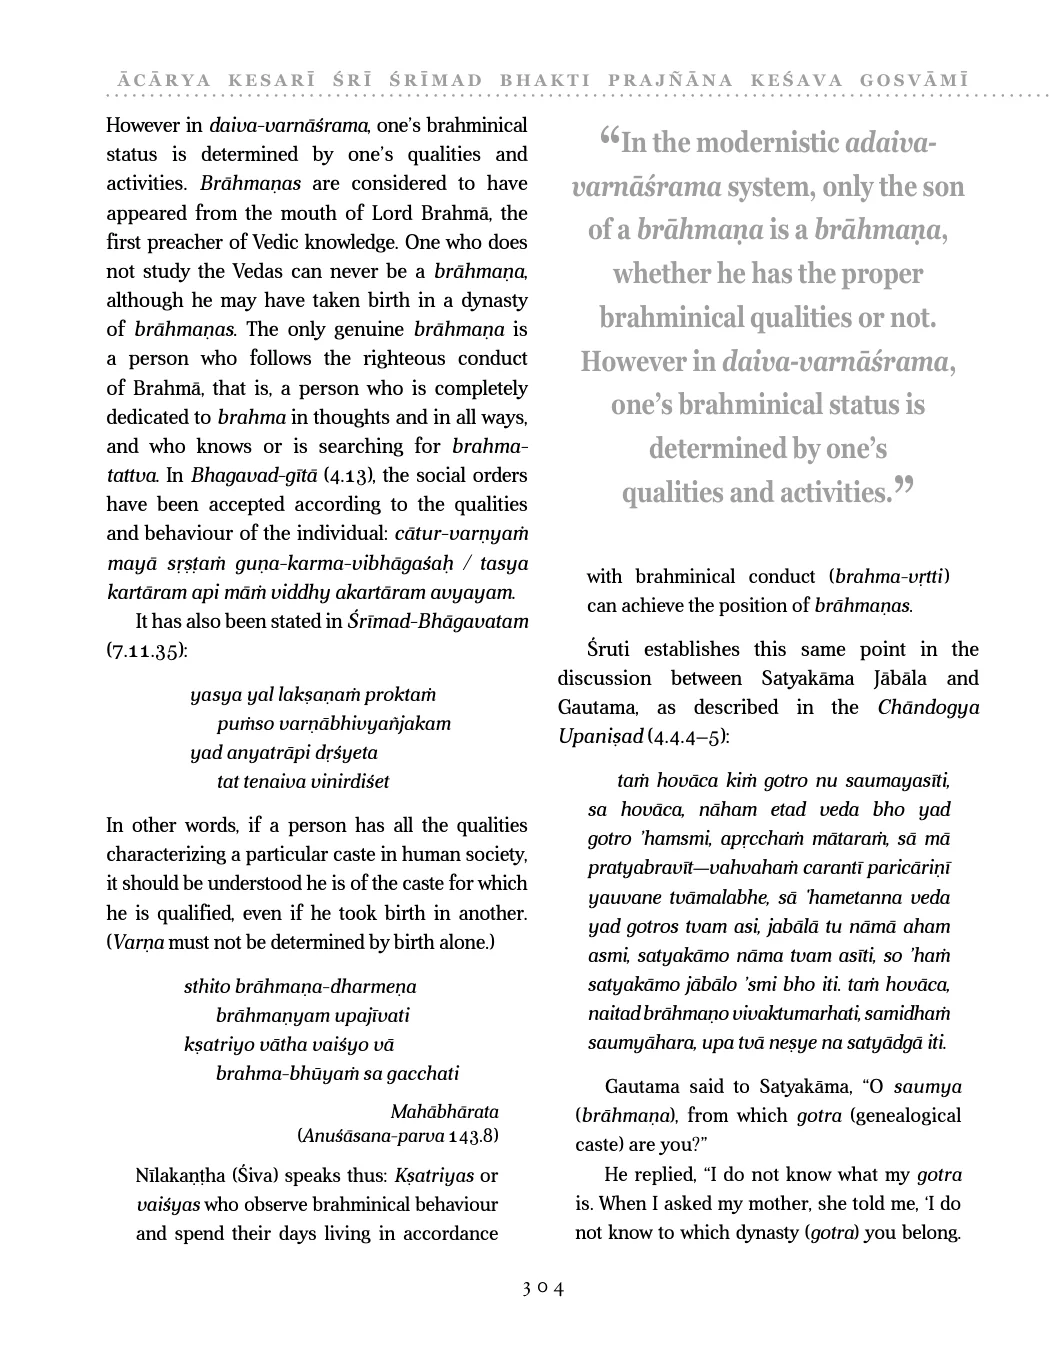 ĀCĀRYA KESARĪ ŚRĪ ŚRĪMAD BHAKTI PRAJÑĀNA KEŚAVA GOSVĀMĪ
However in daiva-varnāśrama, one’s brahminical
status is determined by one’s qualities and
activities. Brāhmaṇas are considered to have
appeared from the mouth of Lord Brahmā, the
first preacher of Vedic knowledge. One who does
not study the Vedas can never be a brāhmaṇa,
although he may have taken birth in a dynasty
of brāhmaṇas. The only genuine brāhmaṇa is
a person who follows the righteous conduct
of Brahmā, that is, a person who is completely
dedicated to brahma in thoughts and in all ways,
and who knows or is searching for brahma-
tattva. In Bhagavad-gītā (4.13), the social orders
have been accepted according to the qualities
and behaviour of the individual: cātur-varṇyaṁ
mayā sṛṣṭaṁ guṇa-karma-vibhāgaśaḥ / tasya
kartāram api māṁ viddhy akartāram avyayam.
It has also been stated in Śrīmad-Bhāgavatam
(7.11.35):
yasya yal lakṣaṇaṁ proktaṁ
puṁso varṇābhivyañjakam
yad anyatrāpi dṛśyeta
tat tenaiva vinirdiśet
In other words, if a person has all the qualities
characterizing a particular caste in human society,
it should be understood he is of the caste for which
he is qualified, even if he took birth in another.
(Varṇa must not be determined by birth alone.)
sthito brāhmaṇa-dharmeṇa
brāhmaṇyam upajīvati
kṣatriyo vātha vaiśyo vā
brahma-bhūyaṁ sa gacchati
Mahābhārata
(Anuśāsana-parva 143.8)
Nīlakaṇṭha (Śiva) speaks thus: Kṣatriyas or
vaiśyas who observe brahminical behaviour
and spend their days living in accordance
“In the modernistic adaiva-
varnāśrama system, only the son
of a brāhmaṇa is a brāhmaṇa,
whether he has the proper
brahminical qualities or not.
However in daiva-varnāśrama,
one’s brahminical status is
determined by one’s
qualities and activities.”
with brahminical conduct (brahma-vṛtti)
can achieve the position of brāhmaṇas.
Śruti establishes this same point in the
discussion between Satyakāma Jābāla and
Gautama, as described in the Chāndogya
Upaniṣad (4.4.4–5):
taṁ hovāca kiṁ gotro nu saumayasīti,
sa hovāca, nāham etad veda bho yad
gotro ’hamsmi, apṛcchaṁ mātaraṁ, sā mā
pratyabravīt—vahvahaṁ carantī paricāriṇī
yauvane tvāmalabhe, sā ’hametanna veda
yad gotros tvam asi, jabālā tu nāmā aham
asmi, satyakāmo nāma tvam asīti, so ’haṁ
satyakāmo jābālo ’smi bho iti. taṁ hovāca,
naitad brāhmaṇo vivaktumarhati, samidhaṁ
saumyāhara, upa tvā neṣye na satyādgā iti.
Gautama said to Satyakāma, “O saumya
(brāhmaṇa), from which gotra (genealogical
caste) are you?”
He replied, “I do not know what my gotra
is. When I asked my mother, she told me, ‘I do
not know to which dynasty (gotra) you belong.
304